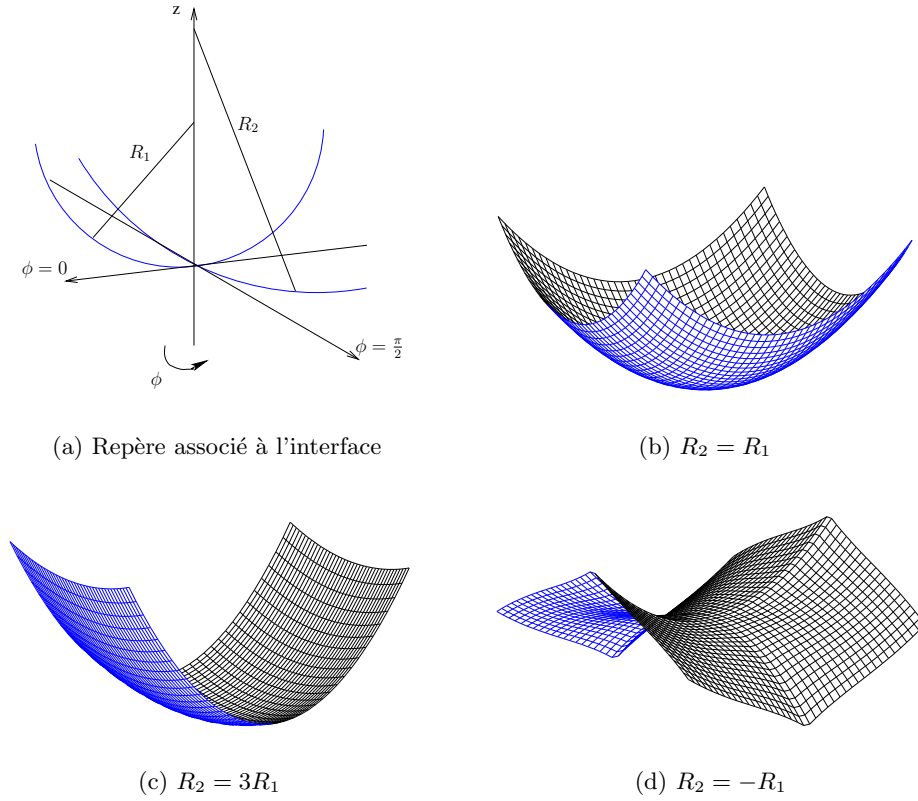 z
R₂
R₁
ϕ = 0
ϕ = π/2
ϕ
(a) Repère associé à l'interface
(b) R₂ = R₁
(c) R₂ = 3R₁
(d) R₂ = −R₁